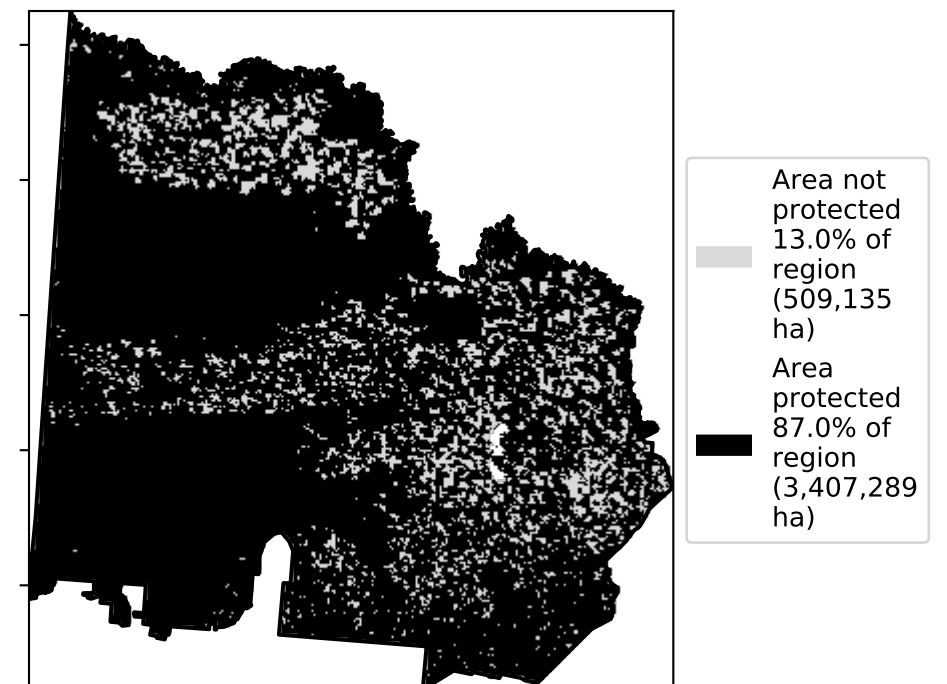 Area not
protected
13.0% of
region
(509,135
ha)
Area
protected
87.0% of
region
(3,407,289
ha)